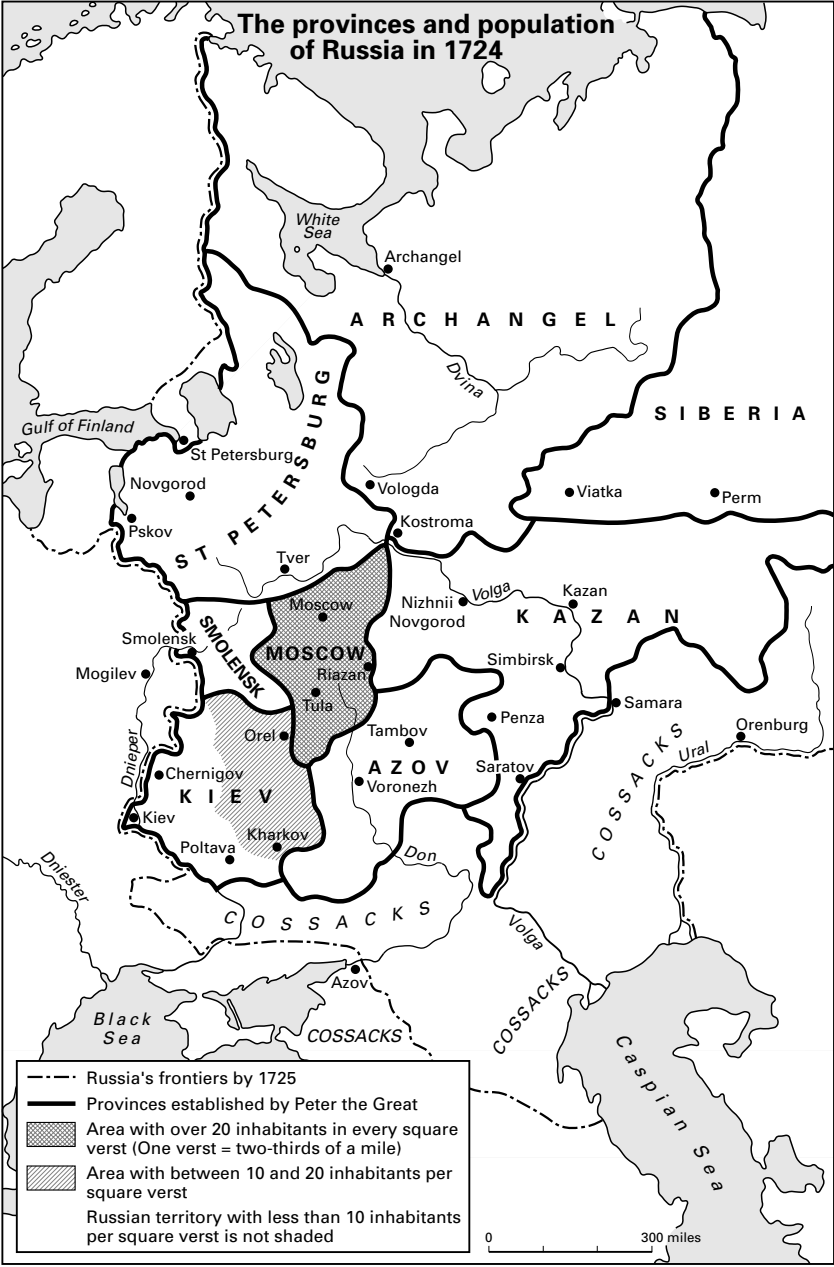 The provinces and population
of Russia in 1724
White
Sea
Archangel
ARCHANGEL
Dvina
SIBERIA
Gulf of Finland
St Petersburg
ST PETERSBURG
Novgorod
Pskov
Vologda
Viatka
Perm
Kostroma
Tver
Moscow
Nizhnii
Novgorod
Volga
Kazan
KAZAN
Smolensk
SMOLENSK
MOSCOW
Riazan
Simbirsk
Mogilev
Tula
Samara
Penza
Orel
Tambov
COSSACKS
Ural
Orenburg
Dnieper
Chernigov
KIEV
AZOV
Voronezh
Saratov
Kiev
Kharkov
Poltava
Don
Dniester
COSSACKS
Volga
Azov
COSSACKS
Black
Sea
COSSACKS
Caspian Sea
Russia's frontiers by 1725
Provinces established by Peter the Great
Area with over 20 inhabitants in every square
verst (One verst = two-thirds of a mile)
Area with between 10 and 20 inhabitants per
square verst
Russian territory with less than 10 inhabitants
per square verst is not shaded
0 300 miles